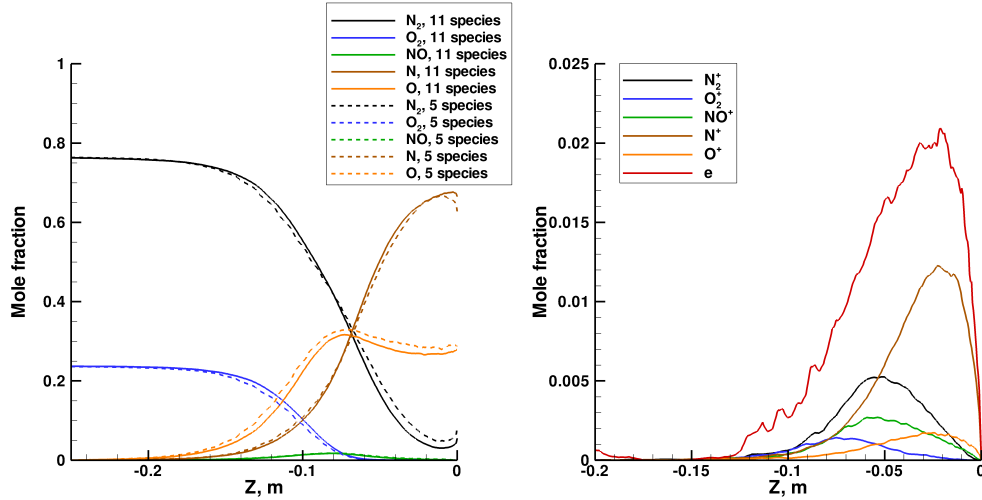 N₂, 11 species
O₂, 11 species
NO, 11 species
N, 11 species
O, 11 species
N₂, 5 species
O₂, 5 species
NO, 5 species
N, 5 species
O, 5 species
Mole fraction
1
0.8
0.6
0.4
0.2
0
-0.2
-0.1
0
Z, m
N₂⁺
O₂⁺
NO⁺
N⁺
O⁺
e
Mole fraction
0.025
0.02
0.015
0.01
0.005
0
-0.2
-0.15
-0.1
-0.05
0
Z, m